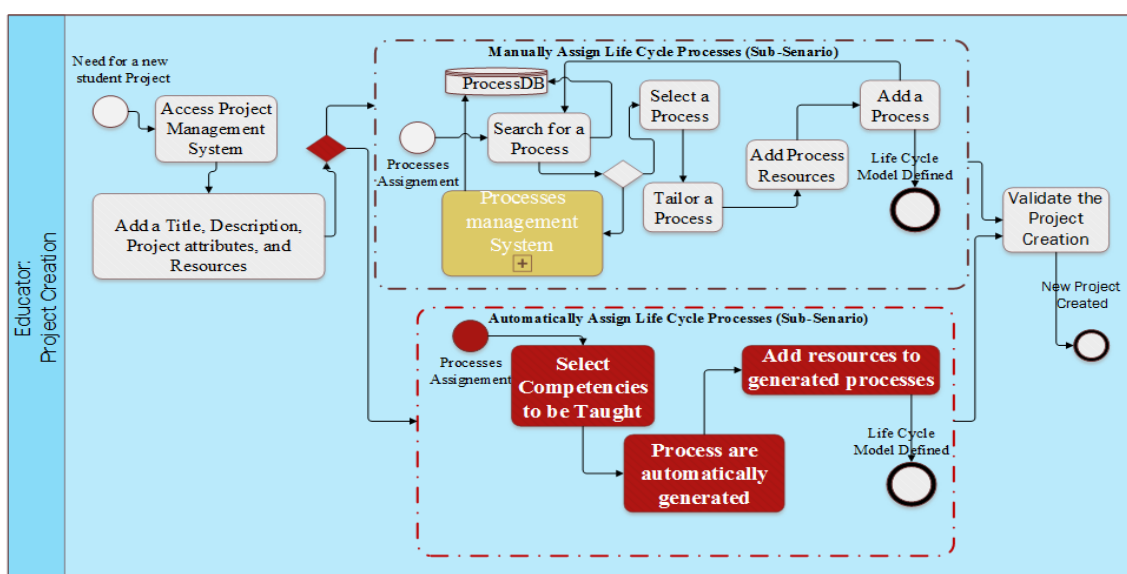 Educator:
Project Creation
Need for a new
student Project
Access Project
Management
System
Add a Title, Description,
Project attributes, and
Resources
Manually Assign Life Cycle Processes (Sub-Senario)
ProcessDB
Processes
Assignement
Search for a
Process
Processes
management
System
Select a
Process
Tailor a
Process
Add Process
Resources
Add a
Process
Life Cycle
Model Defined
Automatically Assign Life Cycle Processes (Sub-Senario)
Processes
Assignement
Select
Competencies
to be Taught
Process are
automatically
generated
Add resources to
generated processes
Life Cycle
Model Defined
Validate the
Project
Creation
New Project
Created